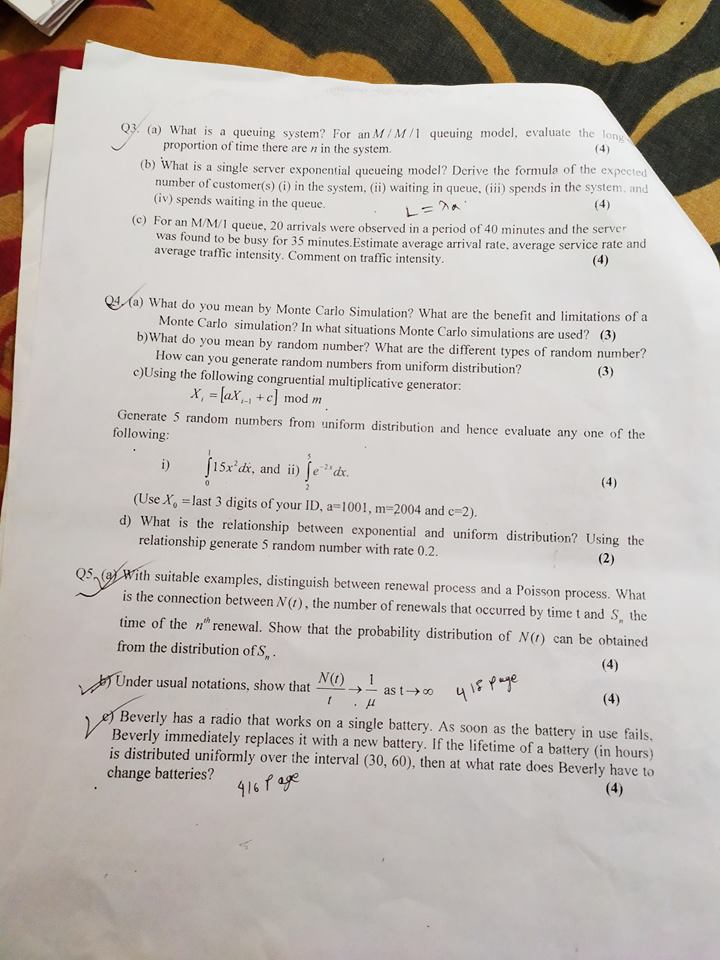 Q3. (a) What is a queuing system? For an M / M / 1 queuing model, evaluate the long
proportion of time there are n in the system. (4)
(b) What is a single server exponential queueing model? Derive the formula of the expected
number of customer(s) (i) in the system, (ii) waiting in queue, (iii) spends in the system, and
(iv) spends waiting in the queue. (4)
L = λa
(c) For an M/M/1 queue, 20 arrivals were observed in a period of 40 minutes and the server
was found to be busy for 35 minutes.Estimate average arrival rate, average service rate and
average traffic intensity. Comment on traffic intensity. (4)
Q4. (a) What do you mean by Monte Carlo Simulation? What are the benefit and limitations of a
Monte Carlo simulation? In what situations Monte Carlo simulations are used? (3)
b)What do you mean by random number? What are the different types of random number?
How can you generate random numbers from uniform distribution? (3)
c)Using the following congruential multiplicative generator:
X_i = [aX_{i-1} + c] mod m
Generate 5 random numbers from uniform distribution and hence evaluate any one of the
following:
i) ∫_0^1 15x² dx, and ii) ∫_2^5 e^{-2x} dx. (4)
(Use X_0 =last 3 digits of your ID, a=1001, m=2004 and c=2).
d) What is the relationship between exponential and uniform distribution? Using the
relationship generate 5 random number with rate 0.2. (2)
Q5. (a) With suitable examples, distinguish between renewal process and a Poisson process. What
is the connection between N(t), the number of renewals that occurred by time t and S_n the
time of the n^th renewal. Show that the probability distribution of N(t) can be obtained
from the distribution of S_n. (4)
b) Under usual notations, show that N(t)/t → 1/μ as t→∞ 418 page (4)
c) Beverly has a radio that works on a single battery. As soon as the battery in use fails,
Beverly immediately replaces it with a new battery. If the lifetime of a battery (in hours)
is distributed uniformly over the interval (30, 60), then at what rate does Beverly have to
change batteries? (4)
416 Page